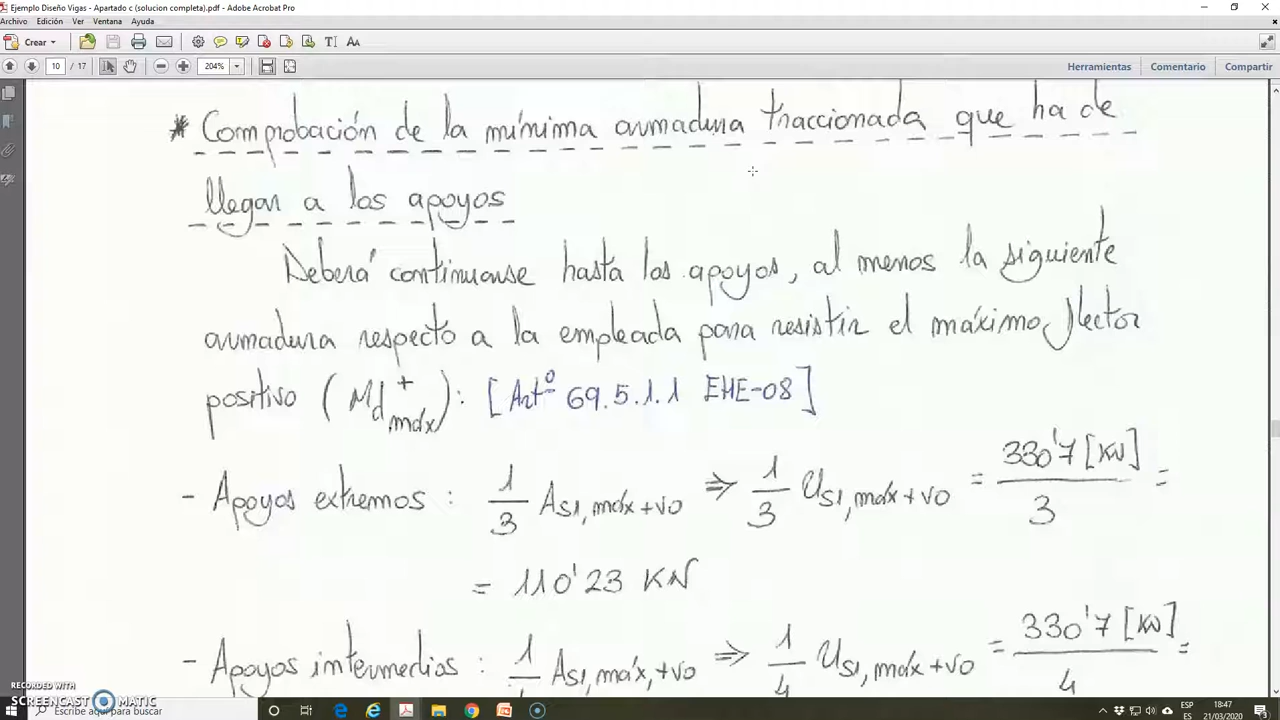 Ejemplo Diseño Vigas - Apartado c (solucion completa).pdf - Adobe Acrobat Pro
Archivo Edición Ver Ventana Ayuda
Crear
10 / 17 204% Herramientas Comentario Compartir
* Comprobación de la mínima armadura traccionada que ha de
llegar a los apoyos
Deberá continuarse hasta los apoyos, al menos la siguiente
armadura respecto a la empleada para resistir el máximo flector
positivo (Md,máx+): [Artº 69.5.1.1 EHE-08]
- Apoyos extremos : 1/3 As1,máx+vo ⇒ 1/3 Us1,máx+vo = 330'7 [KN]/3 =
= 110'23 KN
- Apoyos intermedios : 1/4 As1,máx,+vo ⇒ 1/4 Us1,máx+vo = 330'7 [KN]/4 =
RECORDED WITH
SCREENCAST MATIC
Escribe aquí para buscar
ESP 18:47
ES 21/03/2020